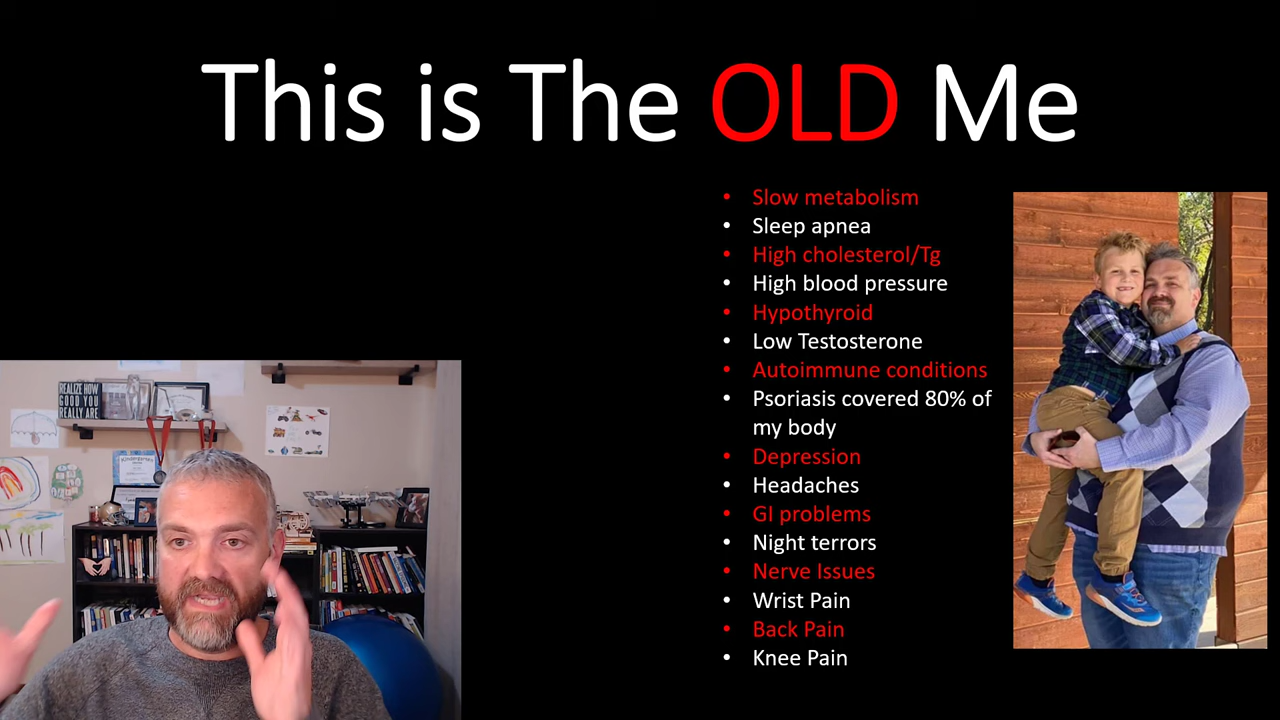 This is The OLD Me
• Slow metabolism
• Sleep apnea
• High cholesterol/Tg
• High blood pressure
• Hypothyroid
• Low Testosterone
• Autoimmune conditions
• Psoriasis covered 80% of
my body
• Depression
• Headaches
• GI problems
• Night terrors
• Nerve Issues
• Wrist Pain
• Back Pain
• Knee Pain
REALIZE HOW
GOOD YOU
REALLY ARE